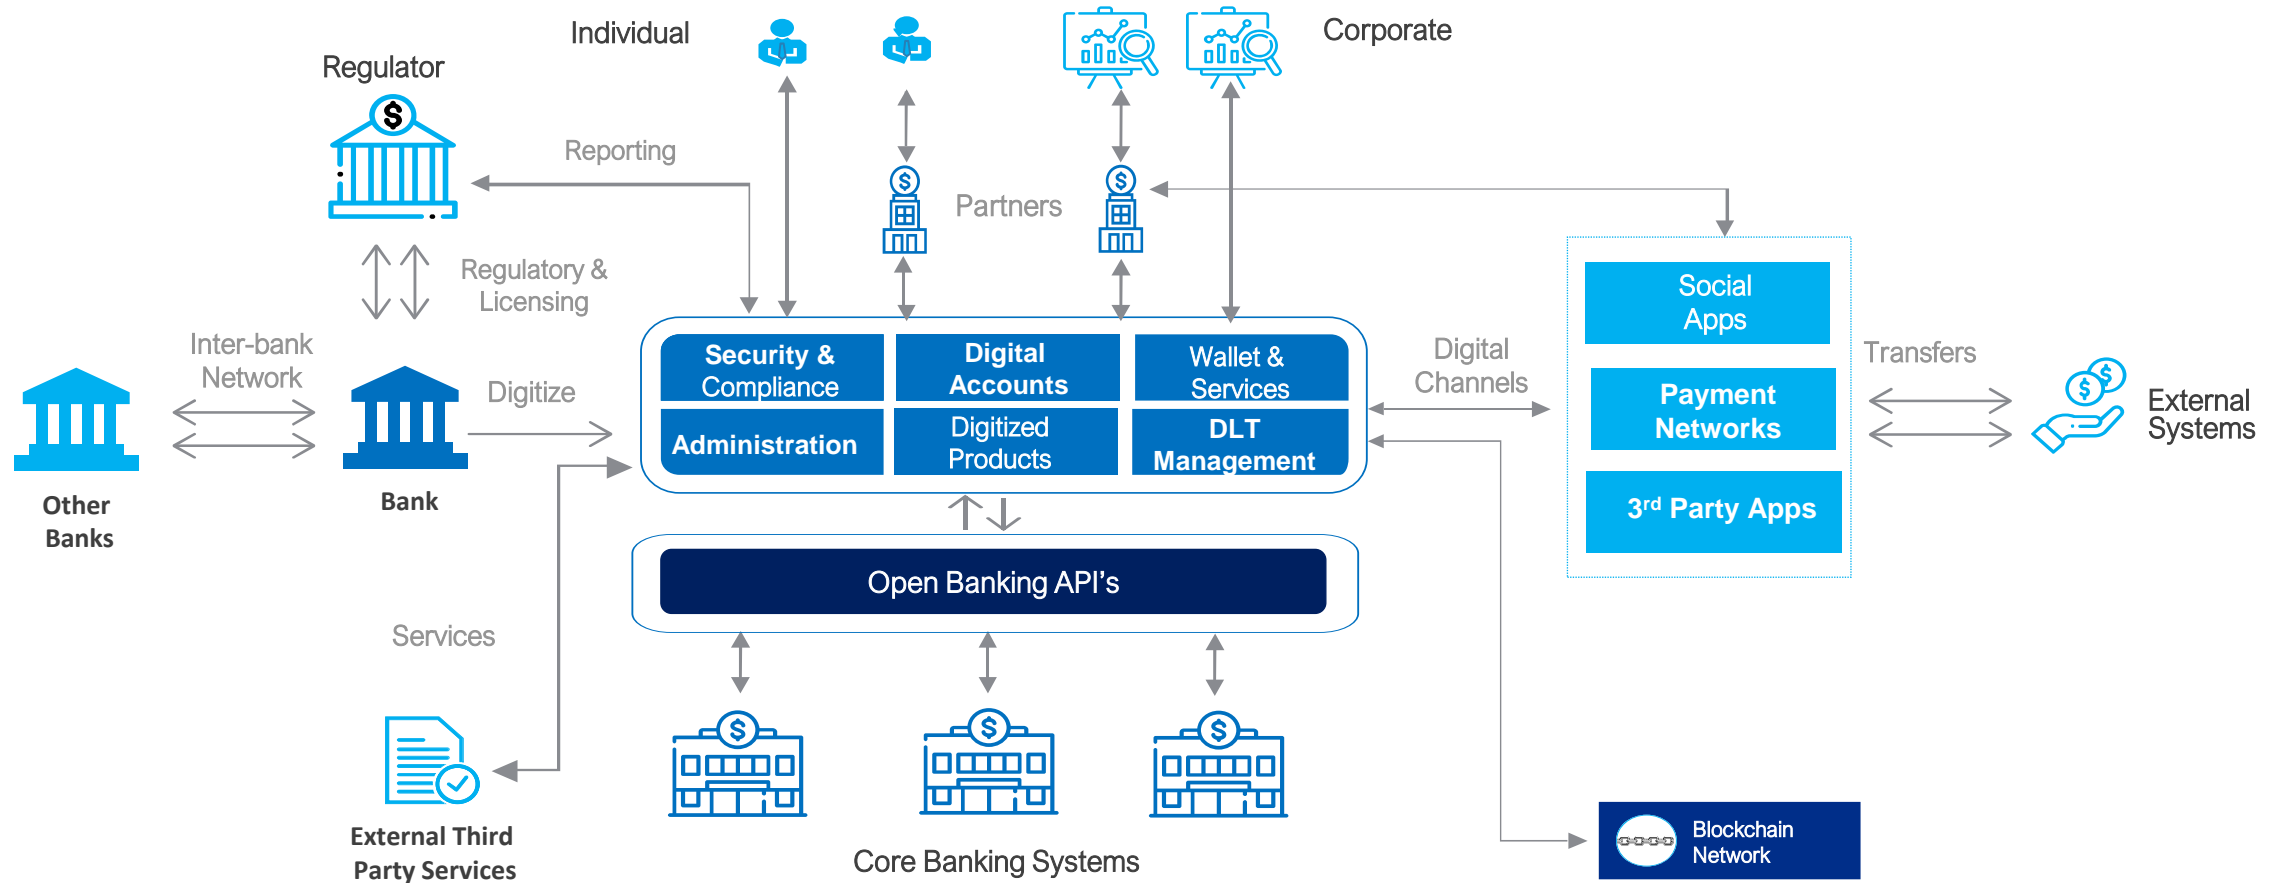 Individual
Corporate
Regulator
Reporting
Partners
Regulatory &
Licensing
Social
Apps
Inter-bank
Network
Digitize
Security &
Compliance
Digital
Accounts
Wallet &
Services
Digital
Channels
Transfers
Payment
Networks
External
Systems
Administration
Digitized
Products
DLT
Management
Other
Banks
Bank
3rd Party Apps
Open Banking API’s
Services
External Third
Party Services
Core Banking Systems
Blockchain
Network
$
$
$
$
$
$
$
$